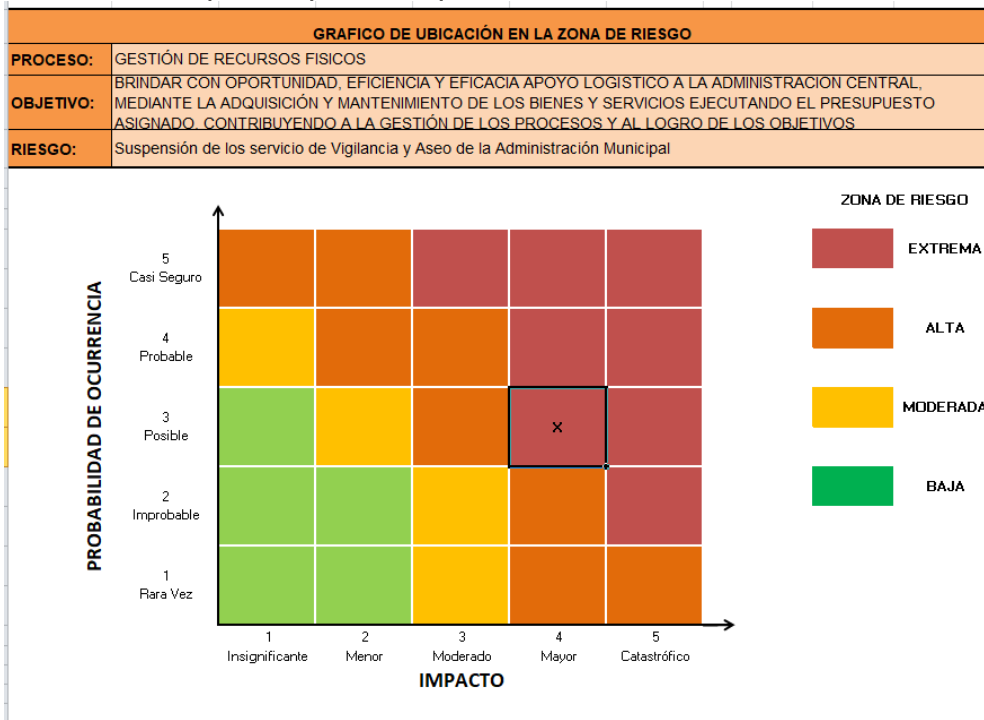 GRAFICO DE UBICACIÓN EN LA ZONA DE RIESGO
PROCESO: GESTIÓN DE RECURSOS FISICOS
OBJETIVO: BRINDAR CON OPORTUNIDAD, EFICIENCIA Y EFICACIA APOYO LOGISTICO A LA ADMINISTRACION CENTRAL,
MEDIANTE LA ADQUISICIÓN Y MANTENIMIENTO DE LOS BIENES Y SERVICIOS EJECUTANDO EL PRESUPUESTO
ASIGNADO, CONTRIBUYENDO A LA GESTIÓN DE LOS PROCESOS Y AL LOGRO DE LOS OBJETIVOS
RIESGO: Suspensión de los servicio de Vigilancia y Aseo de la Administración Municipal
ZONA DE RIESGO
EXTREMA
ALTA
MODERADA
BAJA
PROBABILIDAD DE OCURRENCIA
5
Casi Seguro
4
Probable
3
Posible
X
2
Improbable
1
Rara Vez
1 2 3 4 5
Insignificante Menor Moderado Mayor Catastrófico
IMPACTO